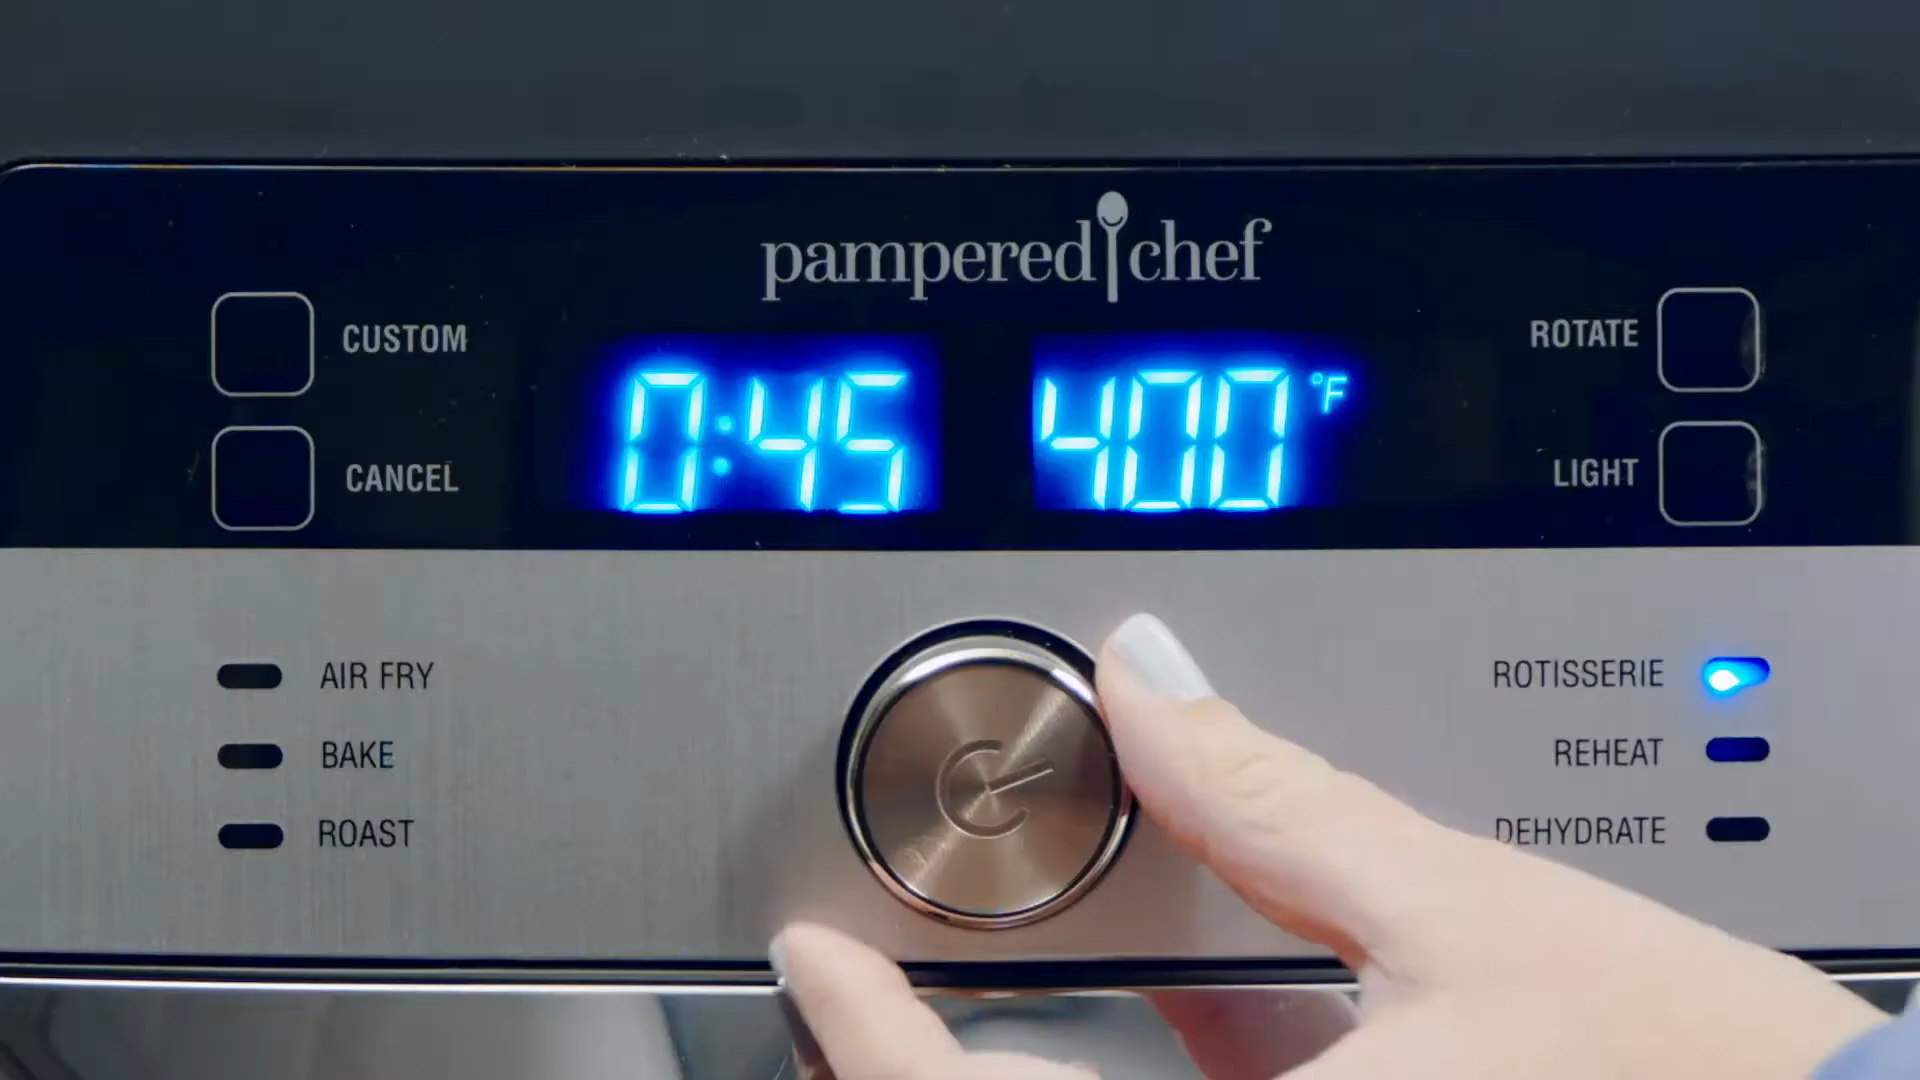 pampered chef
CUSTOM
CANCEL
0:45
400 °F
ROTATE
LIGHT
AIR FRY
BAKE
ROAST
ROTISSERIE
REHEAT
DEHYDRATE